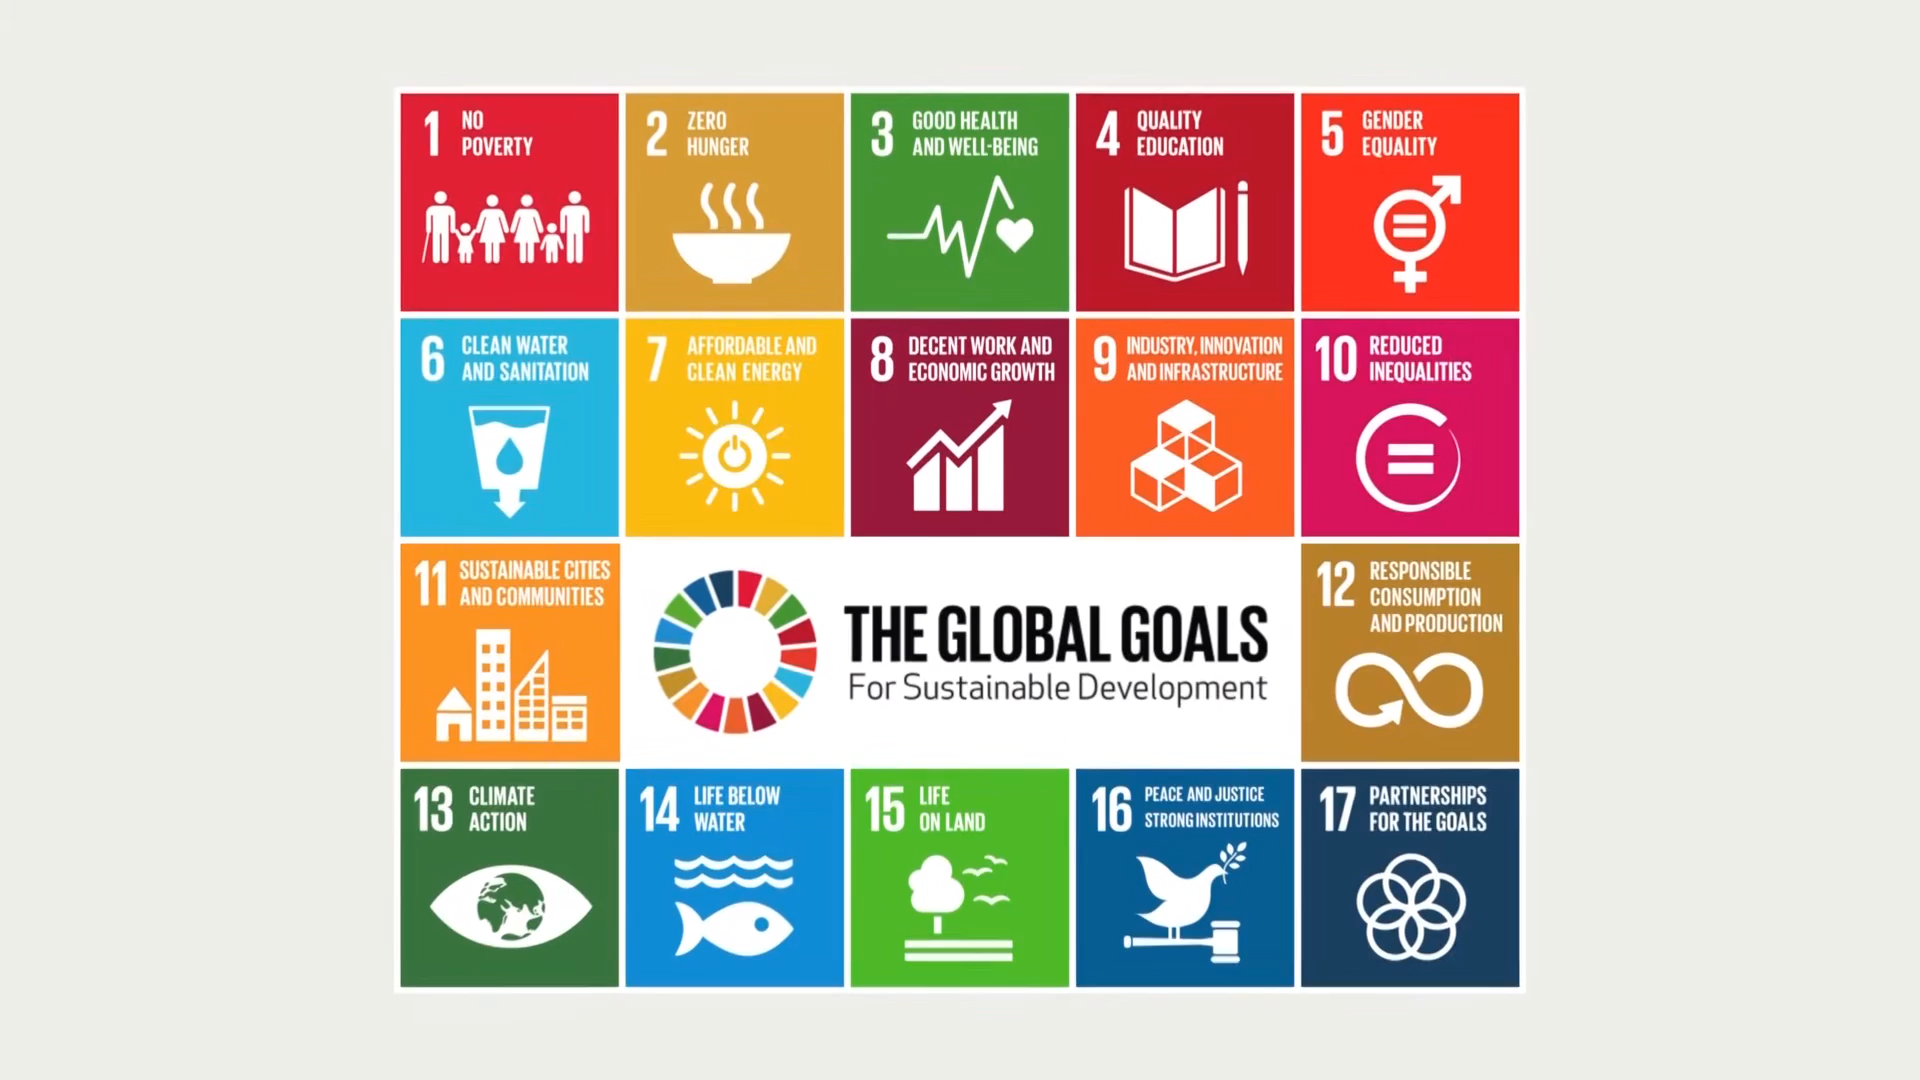 1 NO
POVERTY
2 ZERO
HUNGER
3 GOOD HEALTH
AND WELL-BEING
4 QUALITY
EDUCATION
5 GENDER
EQUALITY
6 CLEAN WATER
AND SANITATION
7 AFFORDABLE AND
CLEAN ENERGY
8 DECENT WORK AND
ECONOMIC GROWTH
9 INDUSTRY, INNOVATION
AND INFRASTRUCTURE
10 REDUCED
INEQUALITIES
11 SUSTAINABLE CITIES
AND COMMUNITIES
THE GLOBAL GOALS
For Sustainable Development
12 RESPONSIBLE
CONSUMPTION
AND PRODUCTION
13 CLIMATE
ACTION
14 LIFE BELOW
WATER
15 LIFE
ON LAND
16 PEACE AND JUSTICE
STRONG INSTITUTIONS
17 PARTNERSHIPS
FOR THE GOALS